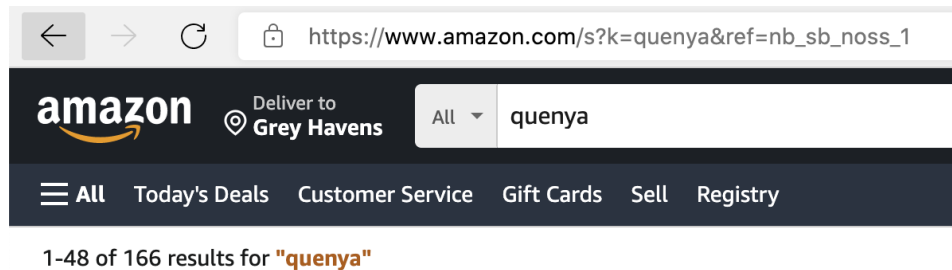 https://www.amazon.com/s?k=quenya&ref=nb_sb_noss_1
amazon
Deliver to
Grey Havens
All
quenya
All Today's Deals Customer Service Gift Cards Sell Registry
1-48 of 166 results for "quenya"